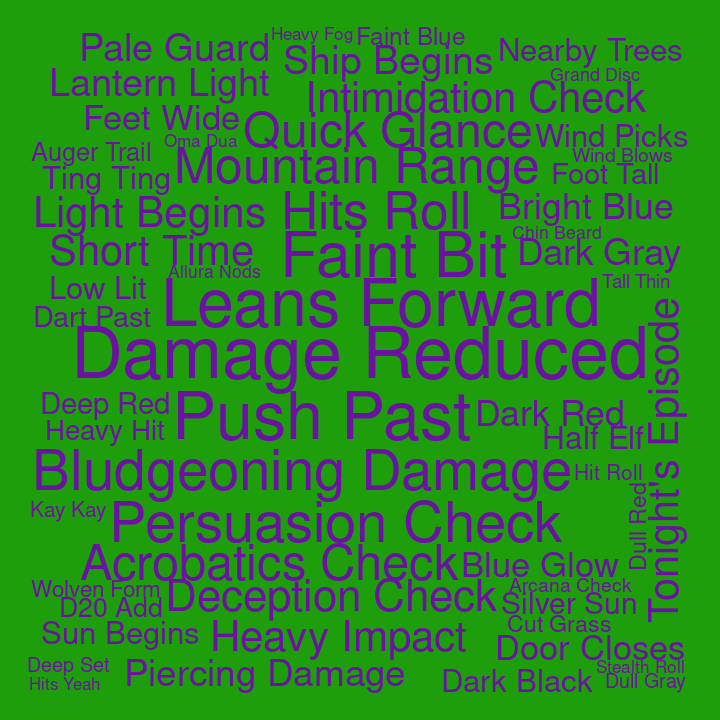 Heavy Fog
Faint Blue
Pale Guard
Ship Begins
Nearby Trees
Lantern Light
Grand Disc
Intimidation Check
Feet Wide
Quick Glance
Wind Picks
Oma Dua
Auger Trail
Mountain Range
Wind Blows
Ting Ting
Foot Tall
Light Begins
Hits Roll
Bright Blue
Chin Beard
Short Time
Faint Bit
Dark Gray
Allura Nods
Low Lit
Leans Forward
Tall Thin
Dart Past
Damage Reduced
Tonight's Episode
Deep Red
Push Past
Dark Red
Heavy Hit
Half Elf
Bludgeoning Damage
Hit Roll
Kay Kay
Persuasion Check
Dull Red
Acrobatics Check
Blue Glow
Wolven Form
Deception Check
Arcana Check
D20 Add
Silver Sun
Sun Begins
Heavy Impact
Cut Grass
Door Closes
Deep Set
Piercing Damage
Stealth Roll
Hits Yeah
Dark Black
Dull Gray